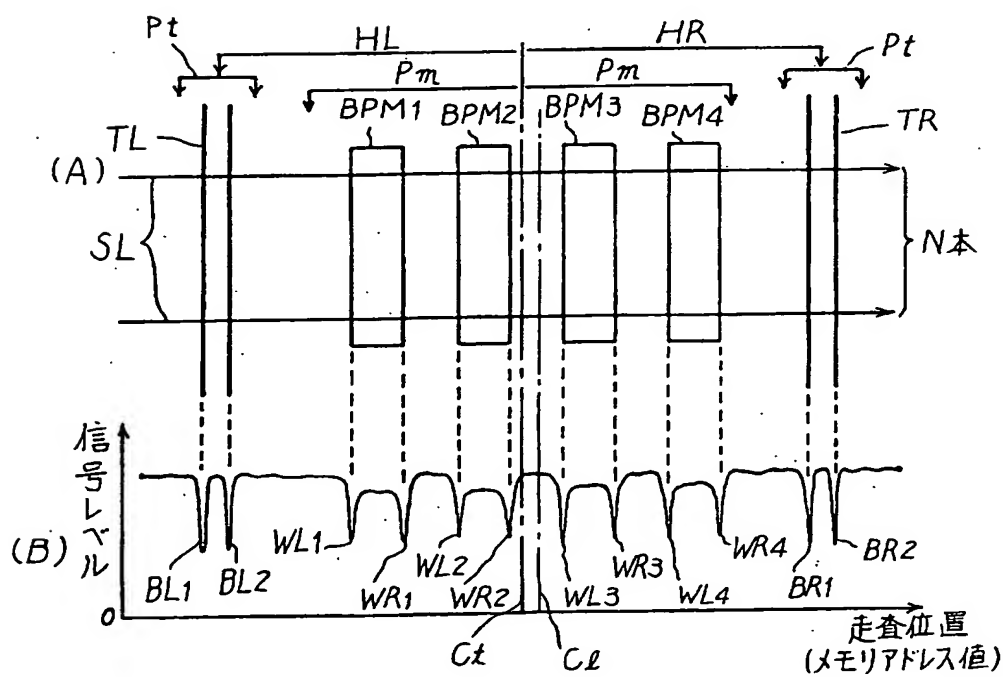 Pt
HL
HR
Pt
Pm
Pm
BPM1
BPM2
BPM3
BPM4
TL
TR
(A)
SL
N本
信号レベル
(B)
WL1
WL2
WR3
WR4
BR2
BL1
BL2
WR1
WR2
WL3
WL4
BR1
0
Ct
Cl
走査位置
(メモリアドレス値)